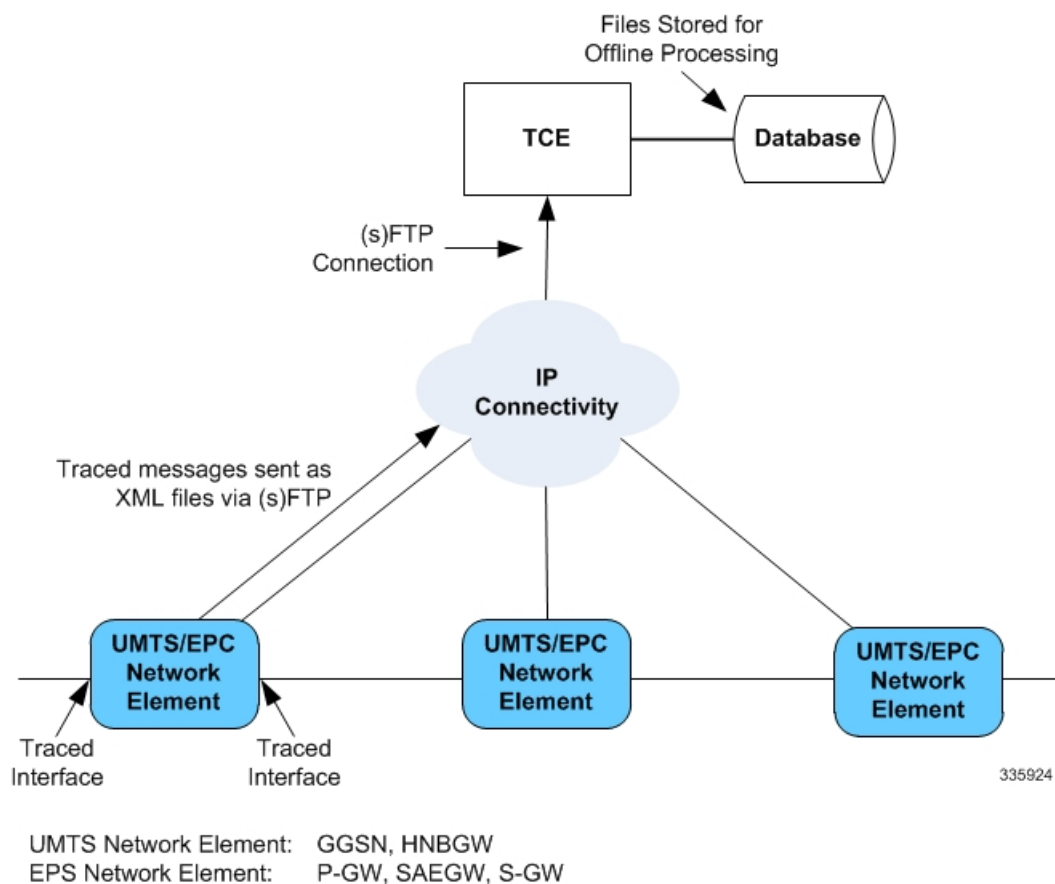 Files Stored for
Offline Processing
TCE
Database
(s)FTP
Connection
IP
Connectivity
Traced messages sent as
XML files via (s)FTP
UMTS/EPC
Network
Element
UMTS/EPC
Network
Element
UMTS/EPC
Network
Element
Traced
Interface
Traced
Interface
335924
UMTS Network Element: GGSN, HNBGW
EPS Network Element: P-GW, SAEGW, S-GW